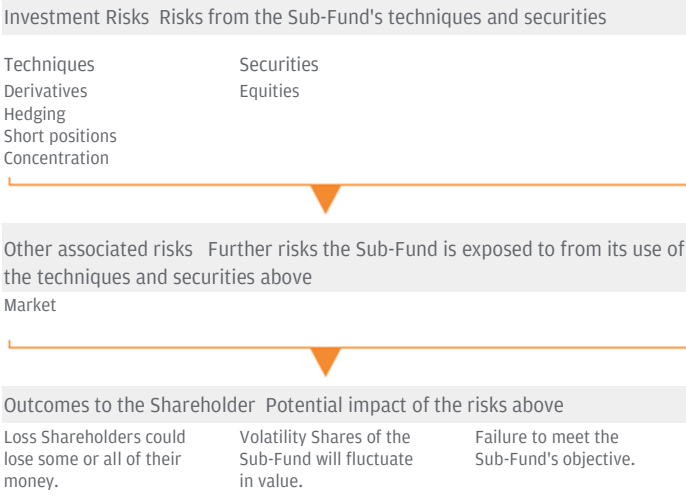 Investment Risks Risks from the Sub-Fund's techniques and securities
Techniques
Derivatives
Hedging
Short positions
Concentration
Securities
Equities
Other associated risks Further risks the Sub-Fund is exposed to from its use of
the techniques and securities above
Market
Outcomes to the Shareholder Potential impact of the risks above
Loss Shareholders could
lose some or all of their
money.
Volatility Shares of the
Sub-Fund will fluctuate
in value.
Failure to meet the
Sub-Fund's objective.